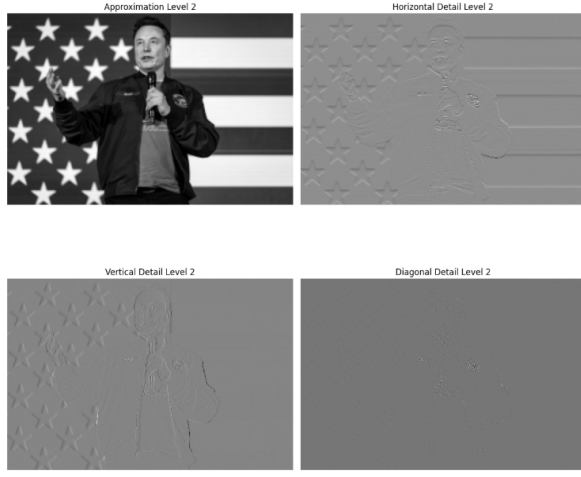 Approximation Level 2
Horizontal Detail Level 2
Vertical Detail Level 2
Diagonal Detail Level 2